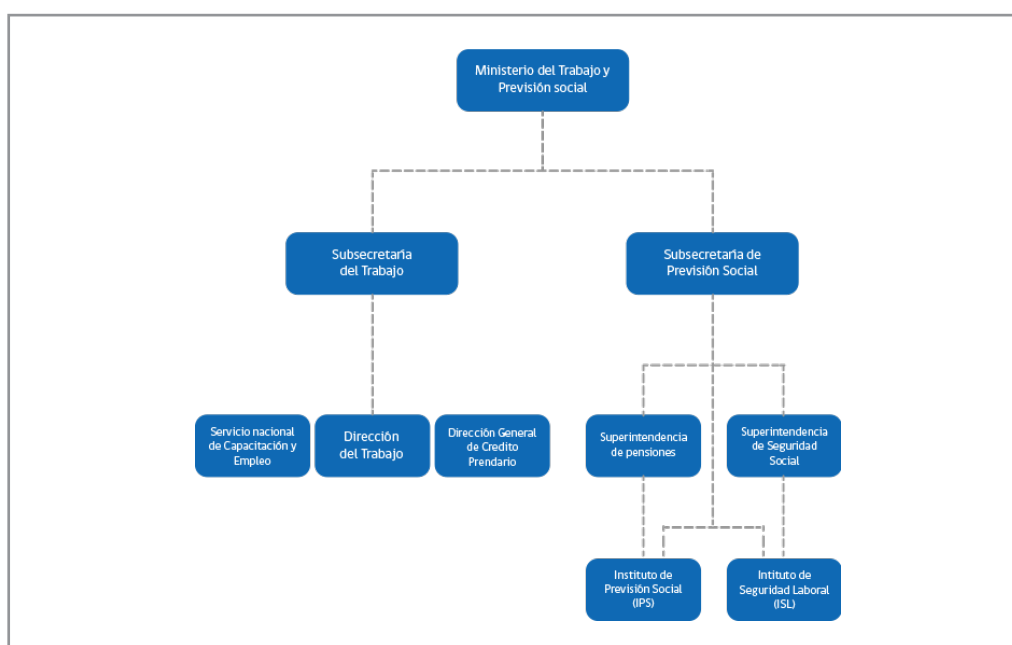 Ministerio del Trabajo y
Previsión social
Subsecretaría
del Trabajo
Subsecretaría de
Previsión Social
Servicio nacional
de Capacitación y
Empleo
Dirección
del Trabajo
Dirección General
de Credito
Prendario
Superintendencia
de pensiones
Superintendencia
de Seguridad
Social
Instituto de
Previsión Social
(IPS)
Intituto de
Seguridad Laboral
(ISL)